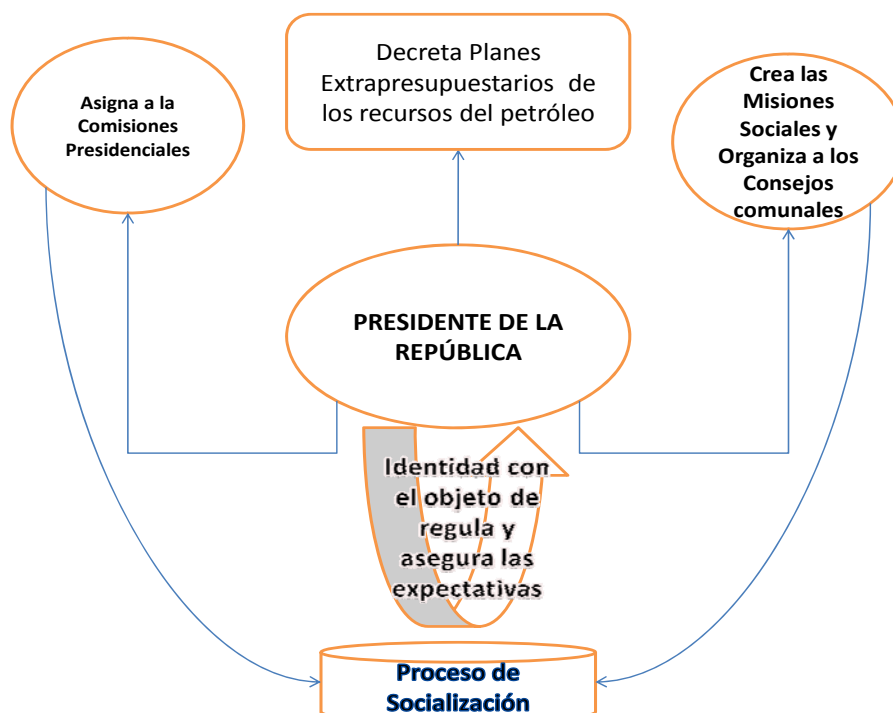 Decreta Planes
Extrapresupuestarios de
los recursos del petróleo
Asigna a la
Comisiones
Presidenciales
Crea las
Misiones
Sociales y
Organiza a los
Consejos
comunales
PRESIDENTE DE LA
REPÚBLICA
Identidad con
el objeto de
regula y
asegura las
expectativas
Proceso de
Socialización